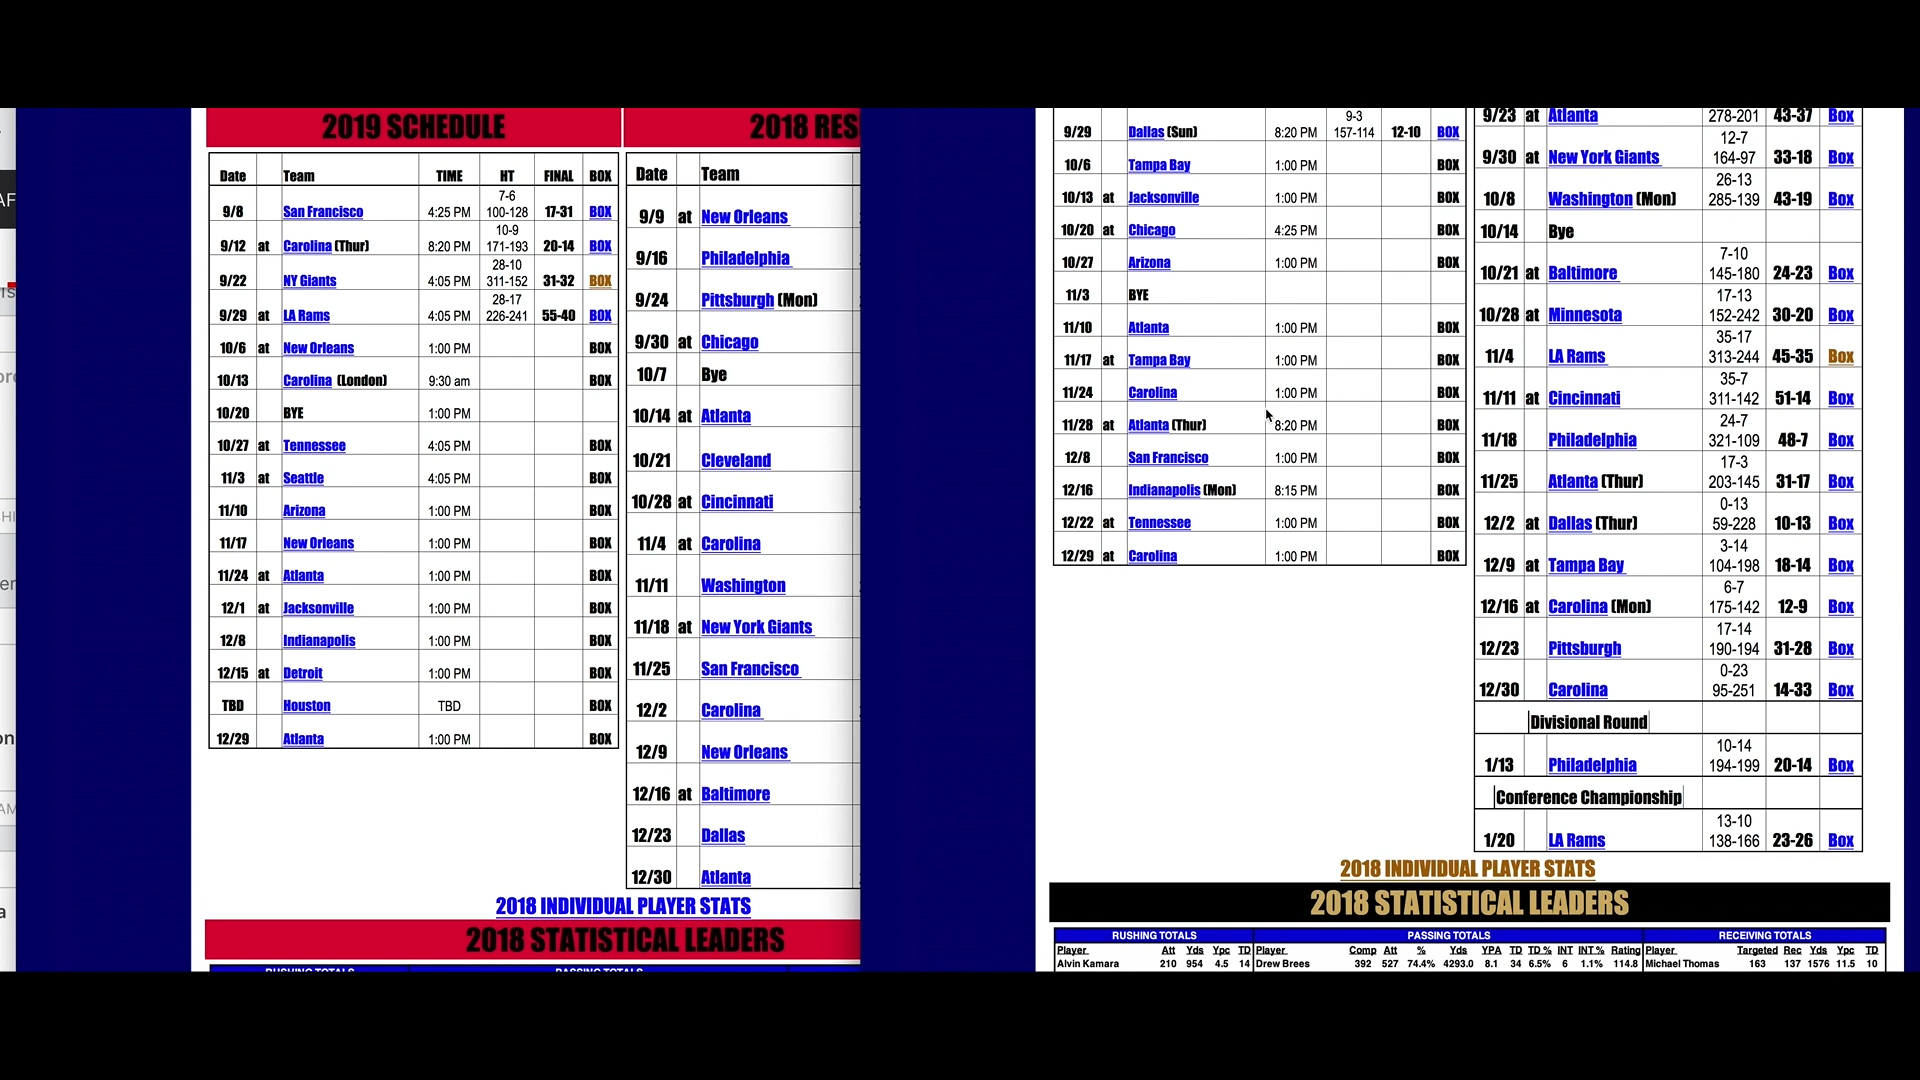 2019 SCHEDULE
Date Team TIME HT FINAL BOX
9/8 San Francisco 4:25 PM 7-6 100-128 17-31 BOX
9/12 at Carolina (Thur) 8:20 PM 10-9 171-193 20-14 BOX
9/22 NY Giants 4:05 PM 28-10 311-152 31-32 BOX
9/29 at LA Rams 4:05 PM 28-17 226-241 55-40 BOX
10/6 at New Orleans 1:00 PM BOX
10/13 Carolina (London) 9:30 am BOX
10/20 BYE 1:00 PM
10/27 at Tennessee 4:05 PM BOX
11/3 at Seattle 4:05 PM BOX
11/10 Arizona 1:00 PM BOX
11/17 New Orleans 1:00 PM BOX
11/24 at Atlanta 1:00 PM BOX
12/1 at Jacksonville 1:00 PM BOX
12/8 Indianapolis 1:00 PM BOX
12/15 at Detroit 1:00 PM BOX
TBD Houston TBD BOX
12/29 Atlanta 1:00 PM BOX
2018 RES
Date Team
9/9 at New Orleans
9/16 Philadelphia
9/24 Pittsburgh (Mon)
9/30 at Chicago
10/7 Bye
10/14 at Atlanta
10/21 Cleveland
10/28 at Cincinnati
11/4 at Carolina
11/11 Washington
11/18 at New York Giants
11/25 San Francisco
12/2 Carolina
12/9 New Orleans
12/16 at Baltimore
12/23 Dallas
12/30 Atlanta
2018 INDIVIDUAL PLAYER STATS
2018 STATISTICAL LEADERS
9/29 Dallas (Sun) 8:20 PM 9-3 157-114 12-10 BOX
10/6 Tampa Bay 1:00 PM BOX
10/13 at Jacksonville 1:00 PM BOX
10/20 at Chicago 4:25 PM BOX
10/27 Arizona 1:00 PM BOX
11/3 BYE
11/10 Atlanta 1:00 PM BOX
11/17 at Tampa Bay 1:00 PM BOX
11/24 Carolina 1:00 PM BOX
11/28 at Atlanta (Thur) 8:20 PM BOX
12/8 San Francisco 1:00 PM BOX
12/16 Indianapolis (Mon) 8:15 PM BOX
12/22 at Tennessee 1:00 PM BOX
12/29 at Carolina 1:00 PM BOX
9/23 at Atlanta 278-201 43-37 Box
9/30 at New York Giants 12-7 164-97 33-18 Box
10/8 Washington (Mon) 26-13 285-139 43-19 Box
10/14 Bye
10/21 at Baltimore 7-10 145-180 24-23 Box
10/28 at Minnesota 17-13 152-242 30-20 Box
11/4 LA Rams 35-17 313-244 45-35 Box
11/11 at Cincinnati 35-7 311-142 51-14 Box
11/18 Philadelphia 24-7 321-109 48-7 Box
11/25 Atlanta (Thur) 17-3 203-145 31-17 Box
12/2 at Dallas (Thur) 0-13 59-228 10-13 Box
12/9 at Tampa Bay 3-14 104-198 18-14 Box
12/16 at Carolina (Mon) 6-7 175-142 12-9 Box
12/23 Pittsburgh 17-14 190-194 31-28 Box
12/30 Carolina 0-23 95-251 14-33 Box
Divisional Round
1/13 Philadelphia 10-14 194-199 20-14 Box
Conference Championship
1/20 LA Rams 13-10 138-166 23-26 Box
2018 INDIVIDUAL PLAYER STATS
2018 STATISTICAL LEADERS
RUSHING TOTALS PASSING TOTALS RECEIVING TOTALS
Player Att Yds Ypc TD Player Comp Att % Yds YPA TD TD % INT INT % Rating Player Targeted Rec Yds Ypc TD
Alvin Kamara 210 954 4.5 14 Drew Brees 392 527 74.4% 4293.0 8.1 34 6.5% 6 1.1% 114.8 Michael Thomas 163 137 1576 11.5 10